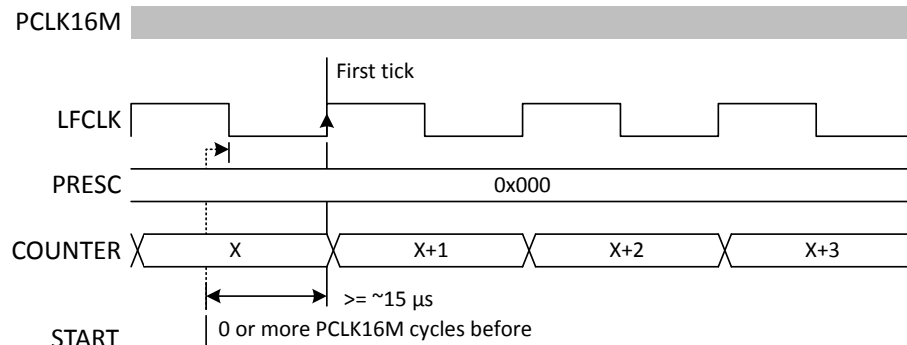 PCLK16M
First tick
LFCLK
PRESC 0x000
COUNTER X X+1 X+2 X+3
>= ~15 μs
0 or more PCLK16M cycles before
START